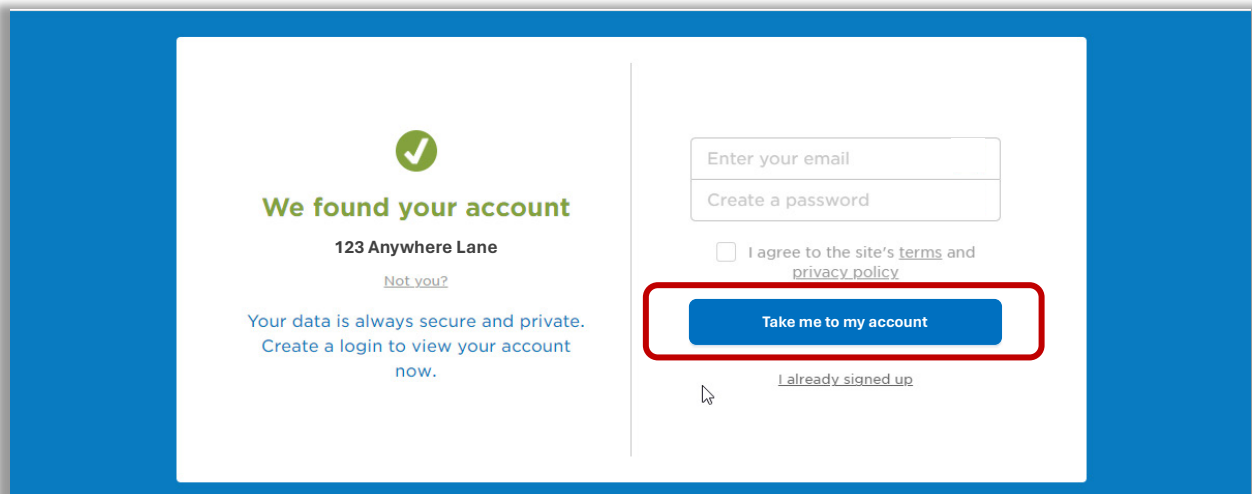 We found your account
123 Anywhere Lane
Not you?
Your data is always secure and private.
Create a login to view your account
now.
Enter your email
Create a password
I agree to the site's terms and
privacy policy
Take me to my account
I already signed up